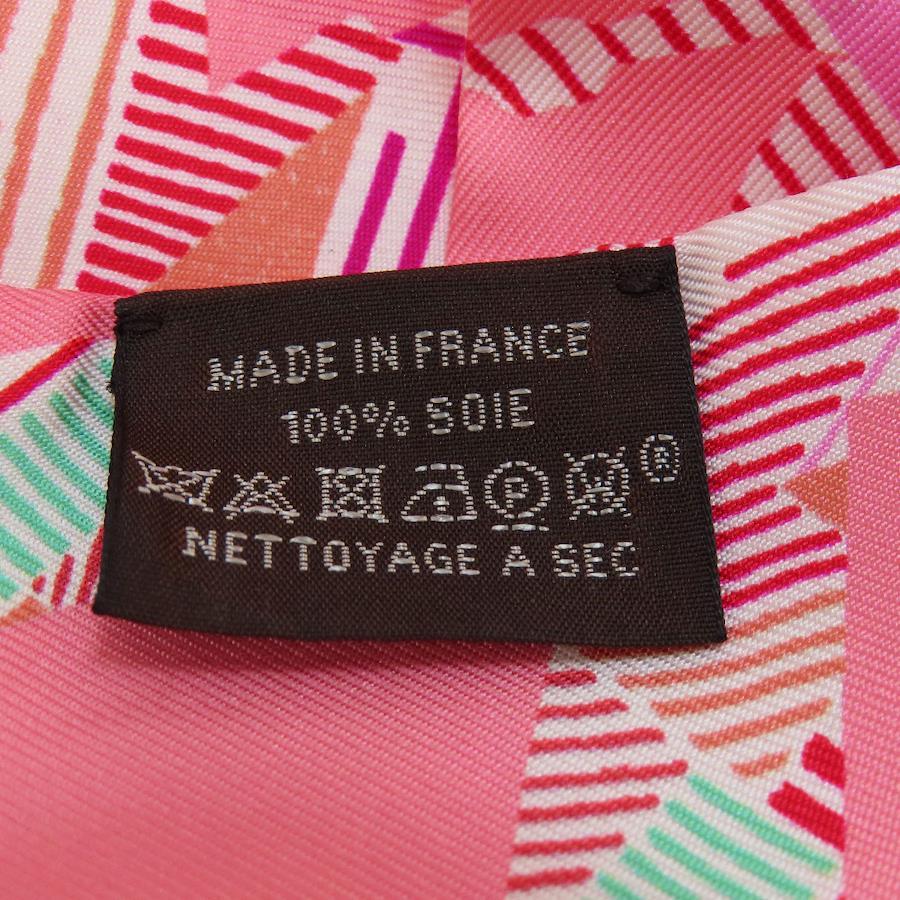 MADE IN FRANCE
100% SOIE
P W ®
NETTOYAGE A SEC